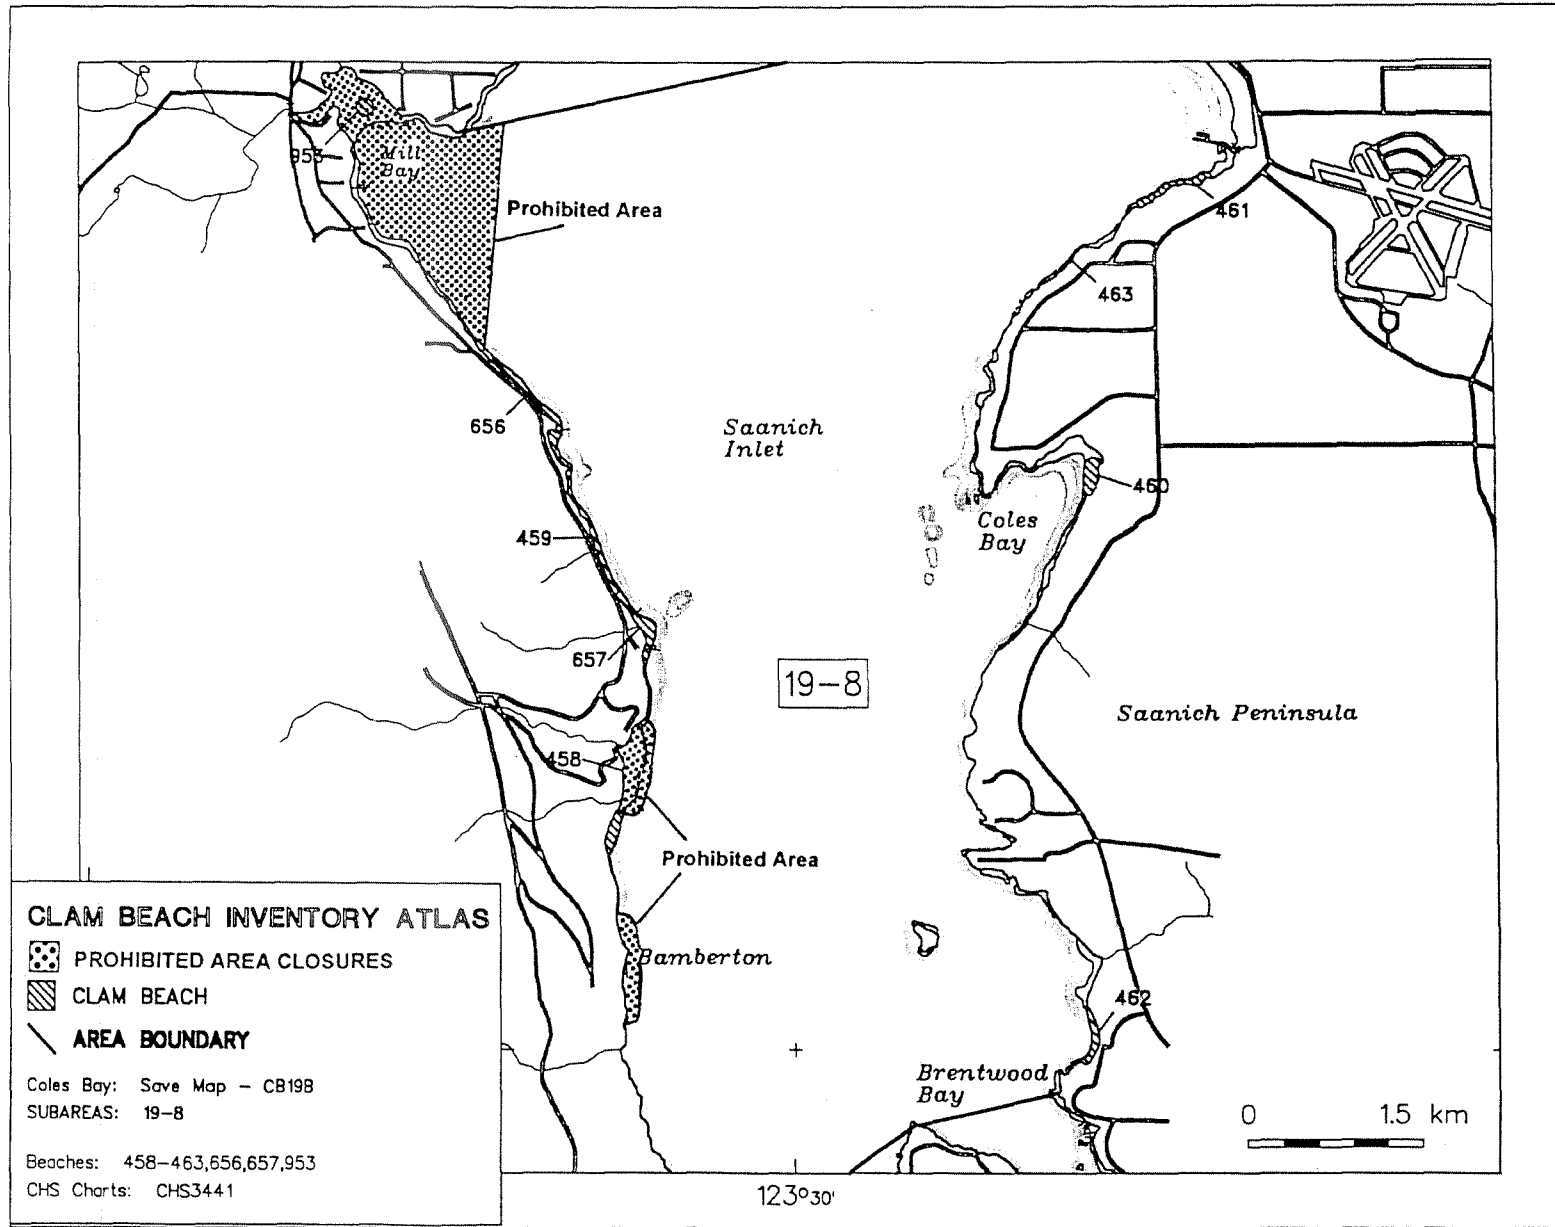 953
Mill
Bay
Prohibited Area
461
463
656
Saanich
Inlet
460
459
Coles
Bay
657
19-8
Saanich Peninsula
458
Prohibited Area
Bamberton
462
Brentwood
Bay
CLAM BEACH INVENTORY ATLAS
PROHIBITED AREA CLOSURES
CLAM BEACH
AREA BOUNDARY
Coles Bay: Save Map - CB19B
SUBAREAS: 19-8
Beaches: 458-463,656,657,953
CHS Charts: CHS3441
0 1.5 km
123°30'